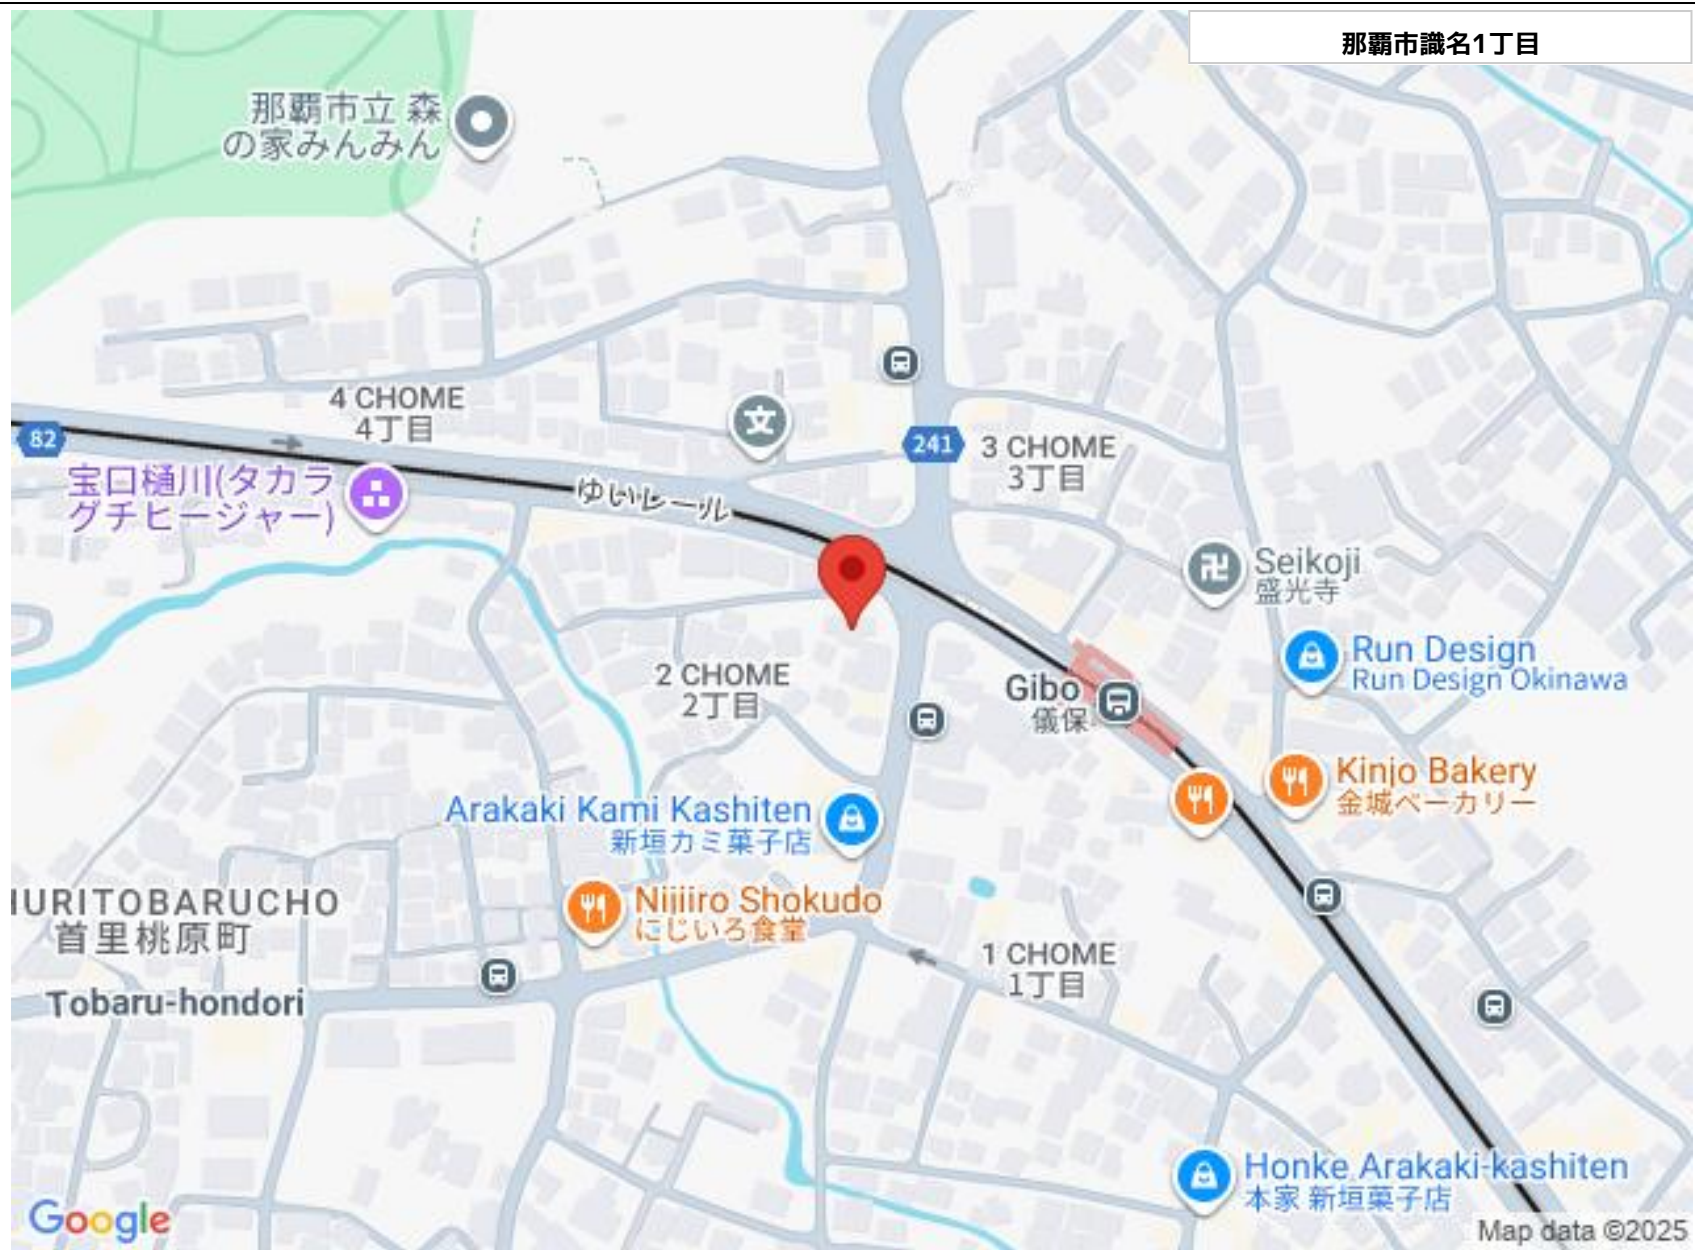 那覇市識名1丁目
那覇市立 森
の家みんみん
4 CHOME
4丁目
82
241
3 CHOME
3丁目
宝口樋川(タカラ
グチヒージャー)
ゆいレール
文
Seikoji
盛光寺
Run Design
Run Design Okinawa
2 CHOME
2丁目
Gibo
儀保
Kinjo Bakery
金城ベーカリー
Arakaki Kami Kashiten
新垣カミ菓子店
Nijiiro Shokudo
にじいろ食堂
HURITOBARUCHO
首里桃原町
1 CHOME
1丁目
Tobaru-hondori
Honke Arakaki-kashiten
本家 新垣菓子店
Google
Map data ©2025